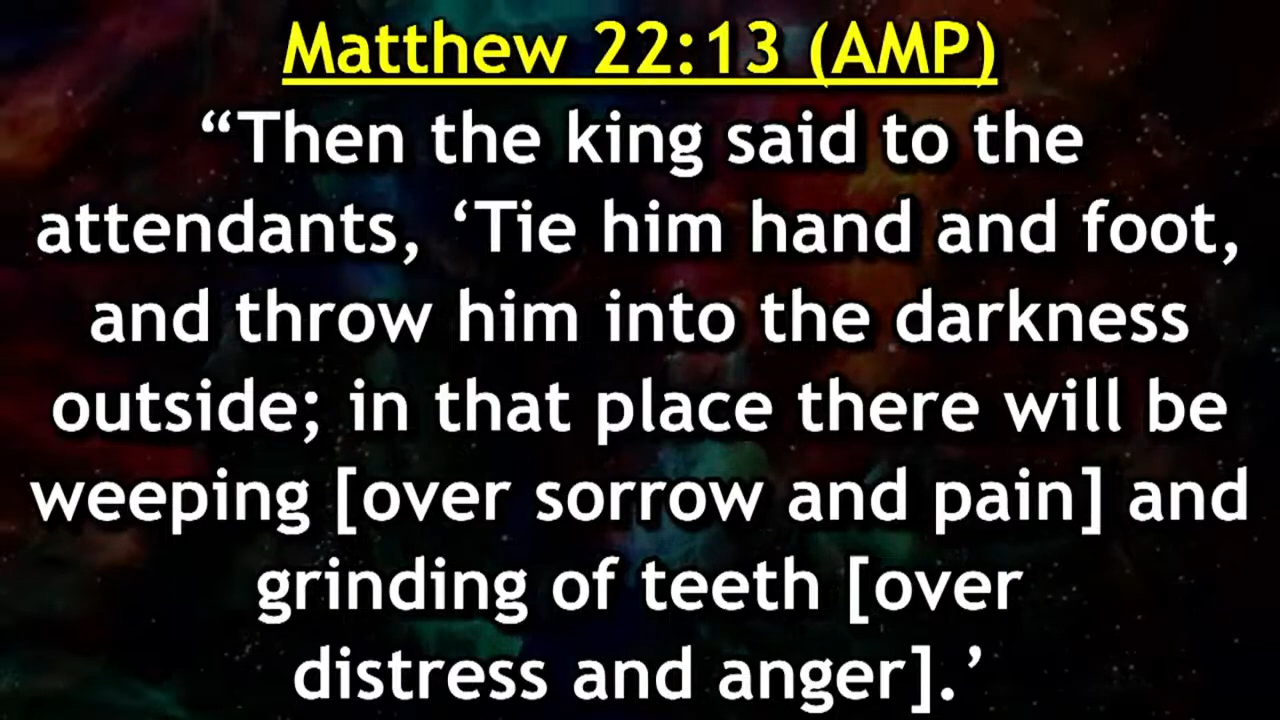 Matthew 22:13 (AMP)
“Then the king said to the
attendants, ‘Tie him hand and foot,
and throw him into the darkness
outside; in that place there will be
weeping [over sorrow and pain] and
grinding of teeth [over
distress and anger].’